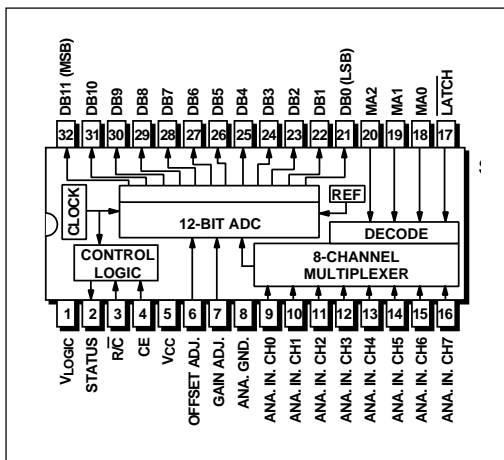 DB11 (MSB)
DB10
DB9
DB8
DB7
DB6
DB5
DB4
DB3
DB2
DB1
DB0 (LSB)
MA2
MA1
MA0
LATCH
32 31 30 29 28 27 26 25 24 23 22 21 20 19 18 17
CLOCK
REF
12-BIT ADC
DECODE
CONTROL
LOGIC
8-CHANNEL
MULTIPLEXER
1 2 3 4 5 6 7 8 9 10 11 12 13 14 15 16
VLOGIC
STATUS
R/C
CE
VCC
OFFSET ADJ.
GAIN ADJ.
ANA. GND.
ANA. IN. CH0
ANA. IN. CH1
ANA. IN. CH2
ANA. IN. CH3
ANA. IN. CH4
ANA. IN. CH5
ANA. IN. CH6
ANA. IN. CH7